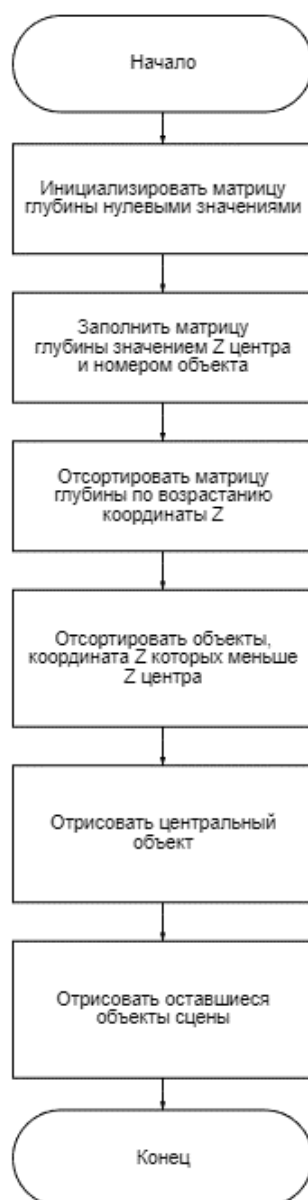 Начало
Инициализировать матрицу
глубины нулевыми значениями
Заполнить матрицу
глубины значением Z центра
и номером объекта
Отсортировать матрицу
глубины по возрастанию
координаты Z
Отсортировать объекты,
координата Z которых меньше
Z центра
Отрисовать центральный
объект
Отрисовать оставшиеся
объекты сцены
Конец